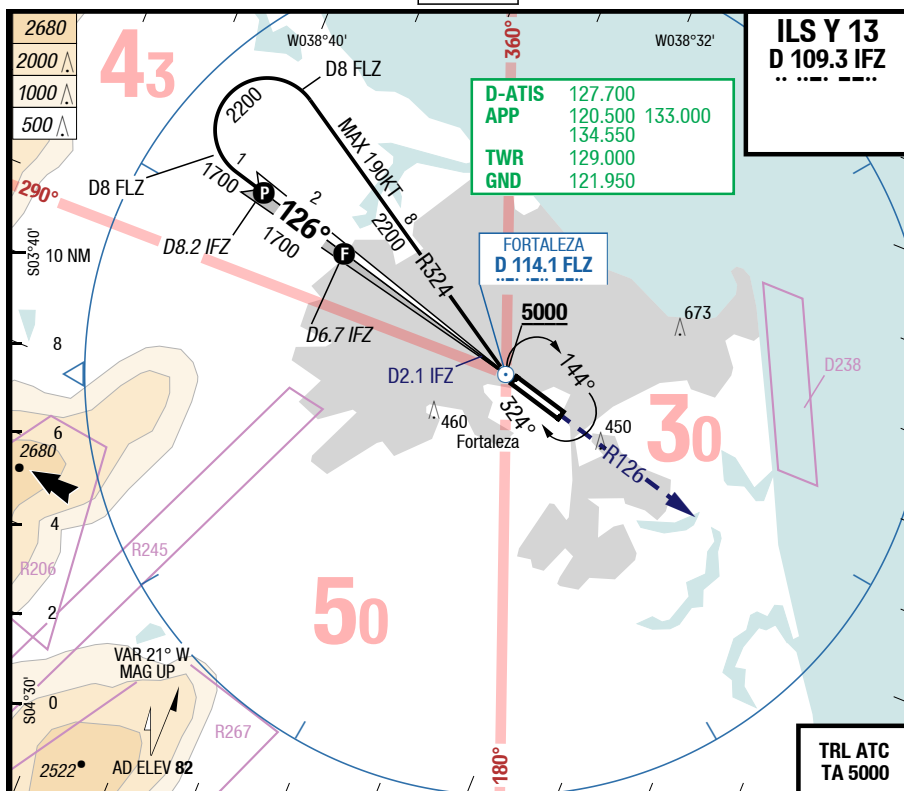 2680
2000
1000
500
43
W038°40'
360°
W038°32'
ILS Y 13
D 109.3 IFZ
D8 FLZ
2200
MAX 190KT
D-ATIS 127.700
APP 120.500 133.000
134.550
TWR 129.000
GND 121.950
D8 FLZ
1
1700
P
2
126°
1700
8
2200
R324
290°
D8.2 IFZ
F
S03°40'
10 NM
FORTALEZA
D 114.1 FLZ
D6.7 IFZ
5000
673
8
D2.1 IFZ
144°
D238
324°
460
Fortaleza
450
30
6
2680
R126
4
R245
R206
50
2
VAR 21° W
MAG UP
S04°30'
0
R267
2522
AD ELEV 82
180°
TRL ATC
TA 5000